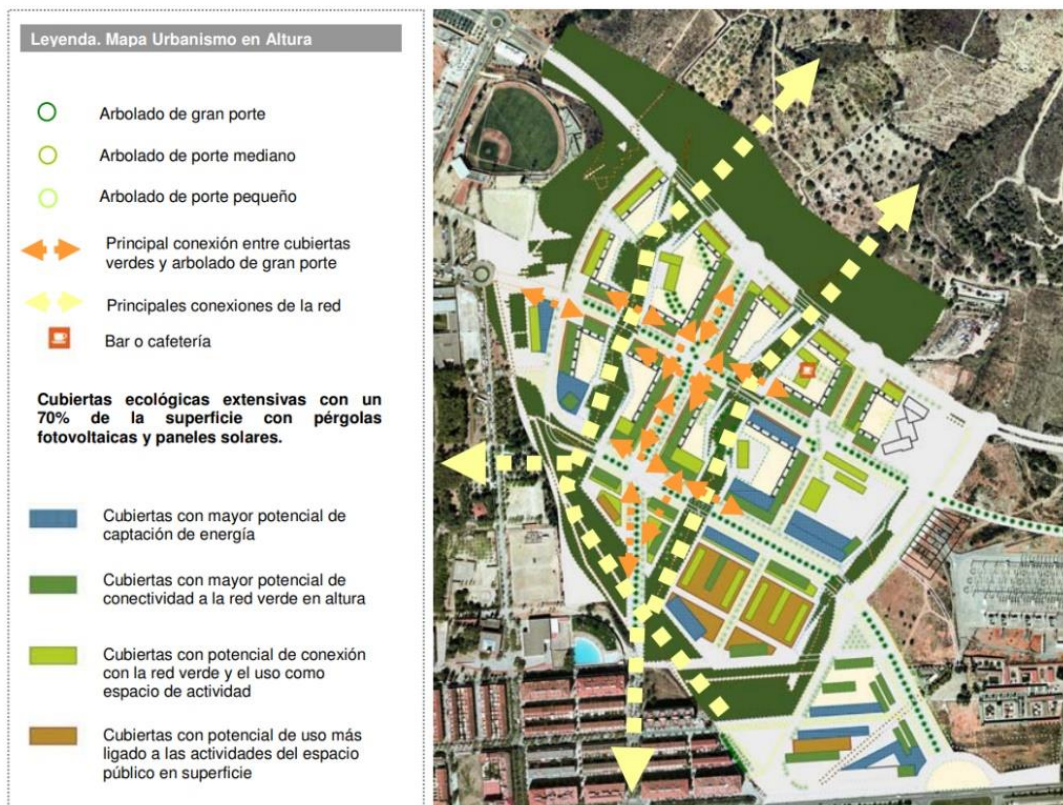 Leyenda. Mapa Urbanismo en Altura
Arbolado de gran porte
Arbolado de porte mediano
Arbolado de porte pequeño
Principal conexión entre cubiertas
verdes y arbolado de gran porte
Principales conexiones de la red
Bar o cafetería
Cubiertas ecológicas extensivas con un
70% de la superficie con pérgolas
fotovoltaicas y paneles solares.
Cubiertas con mayor potencial de
captación de energía
Cubiertas con mayor potencial de
conectividad a la red verde en altura
Cubiertas con potencial de conexión
con la red verde y el uso como
espacio de actividad
Cubiertas con potencial de uso más
ligado a las actividades del espacio
público en superficie